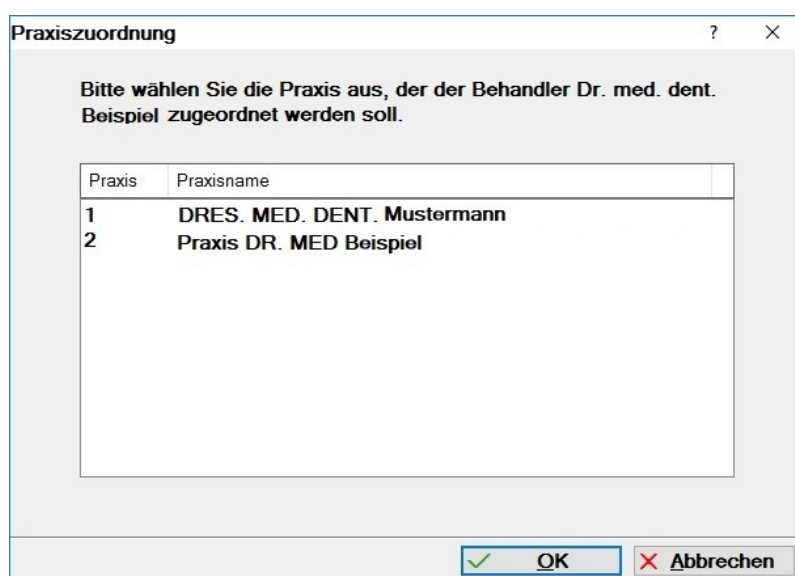 Praxiszuordnung ?
Bitte wählen Sie die Praxis aus, der der Behandler Dr. med. dent.
Beispiel zugeordnet werden soll.
Praxis Praxisname
1 DRES. MED. DENT. Mustermann
2 Praxis DR. MED Beispiel
OK Abbrechen